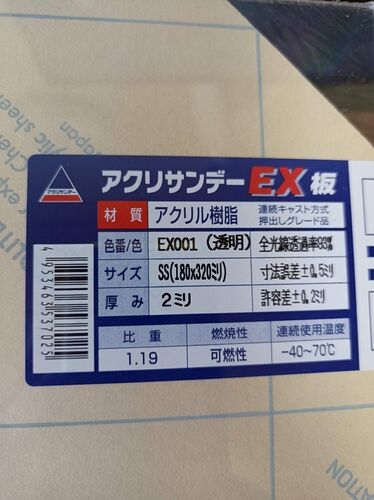 アクリサンデーEX板
アクリサンデー
材質 アクリル樹脂 連続キャスト方式
押出しグレード品
色番/色 EX001(透明) 全光線透過率93%
サイズ SS(180x320ミリ) 寸法誤差±0.5ミリ
厚み 2ミリ 許容差±0.2ミリ
比重 燃焼性 連続使用温度
1.19 可燃性 −40〜70℃
4953463537025
Japan